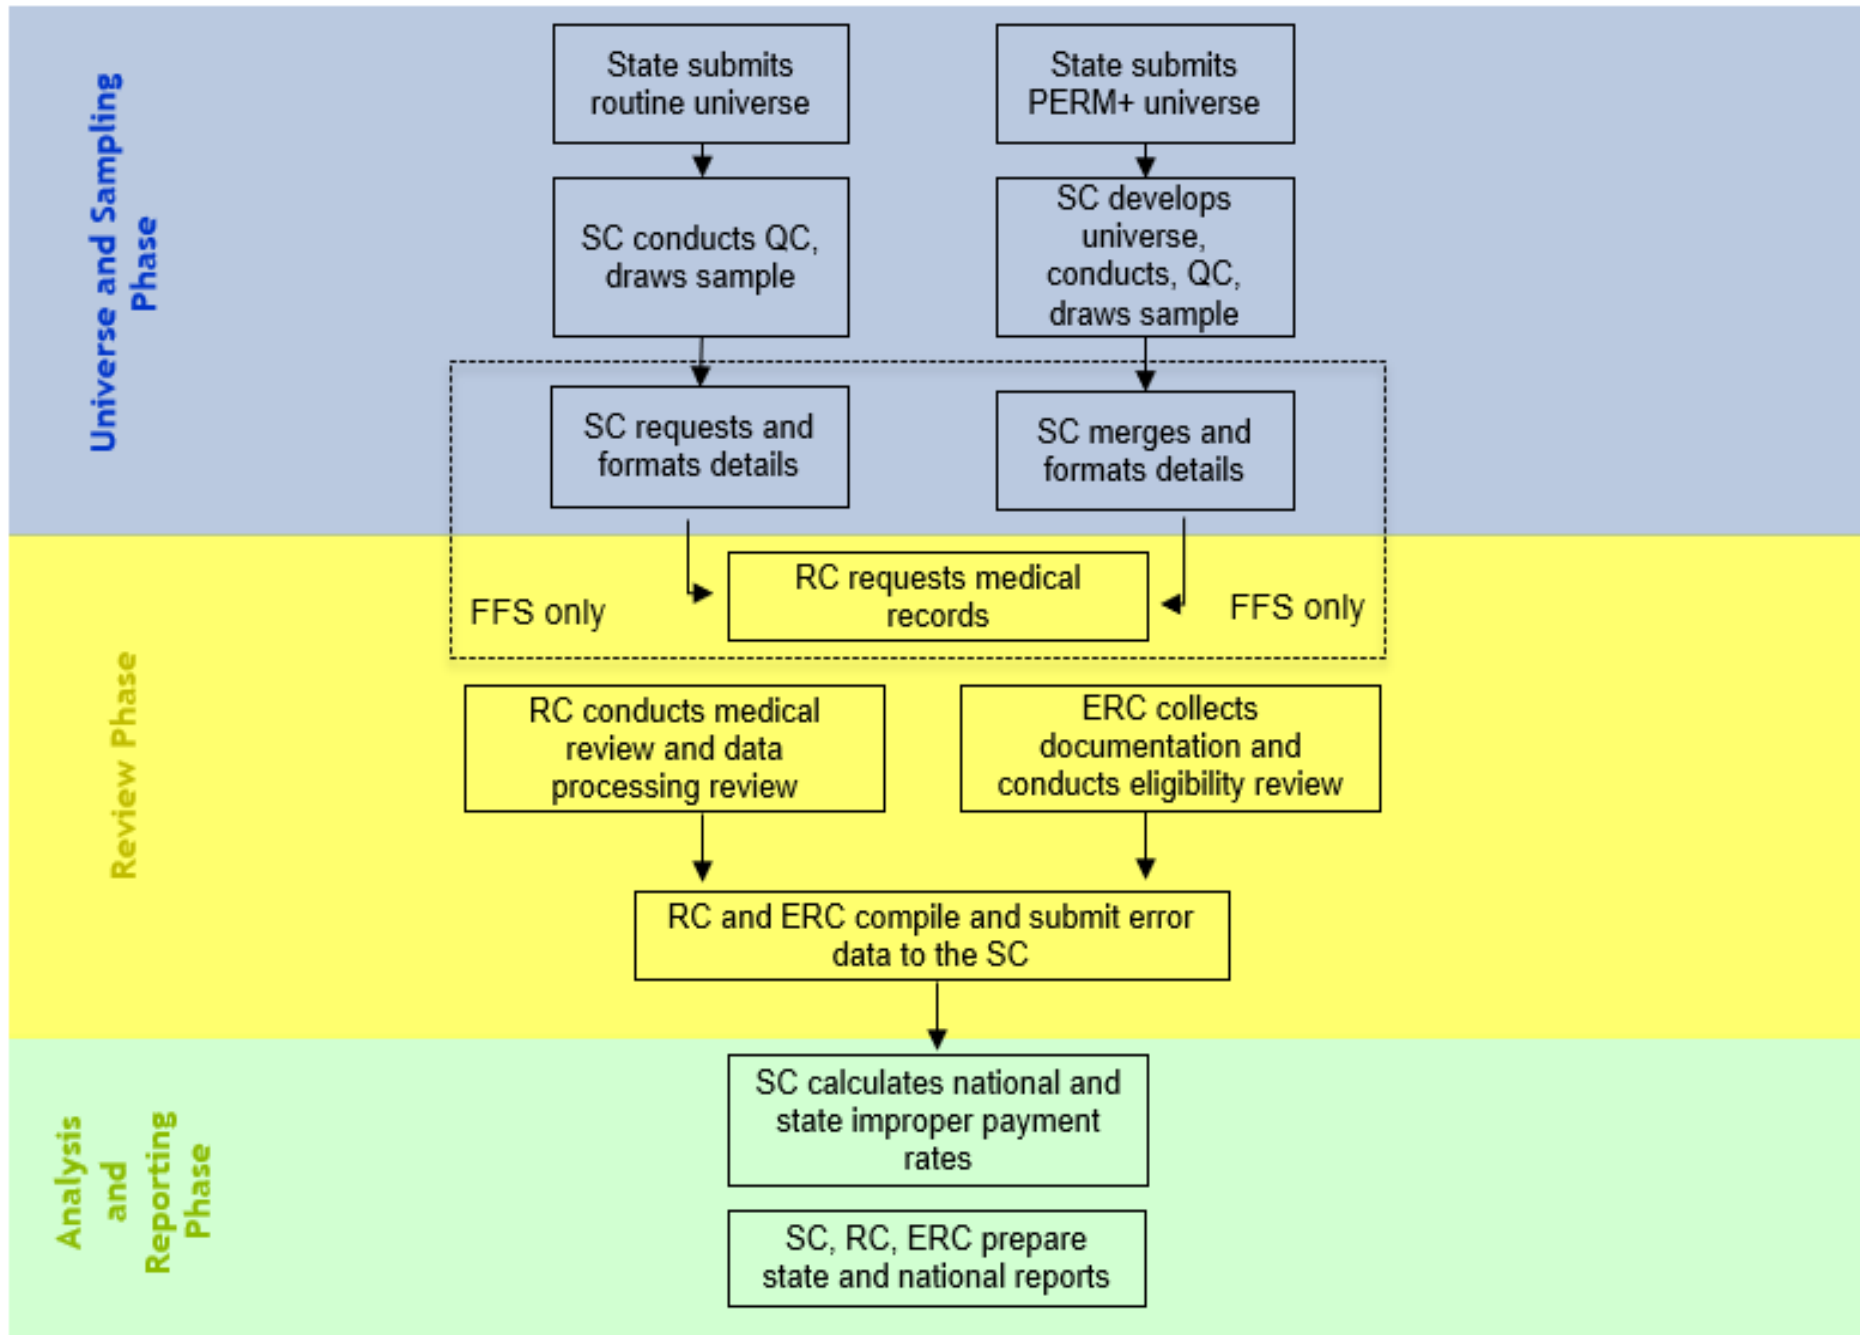 Universe and Sampling
Phase
State submits
routine universe
State submits
PERM+ universe
SC conducts QC,
draws sample
SC develops
universe,
conducts, QC,
draws sample
SC requests and
formats details
SC merges and
formats details
Review Phase
RC requests medical
records
FFS only
FFS only
RC conducts medical
review and data
processing review
ERC collects
documentation and
conducts eligibility review
RC and ERC compile and submit error
data to the SC
Analysis
and
Reporting
Phase
SC calculates national and
state improper payment
rates
SC, RC, ERC prepare
state and national reports